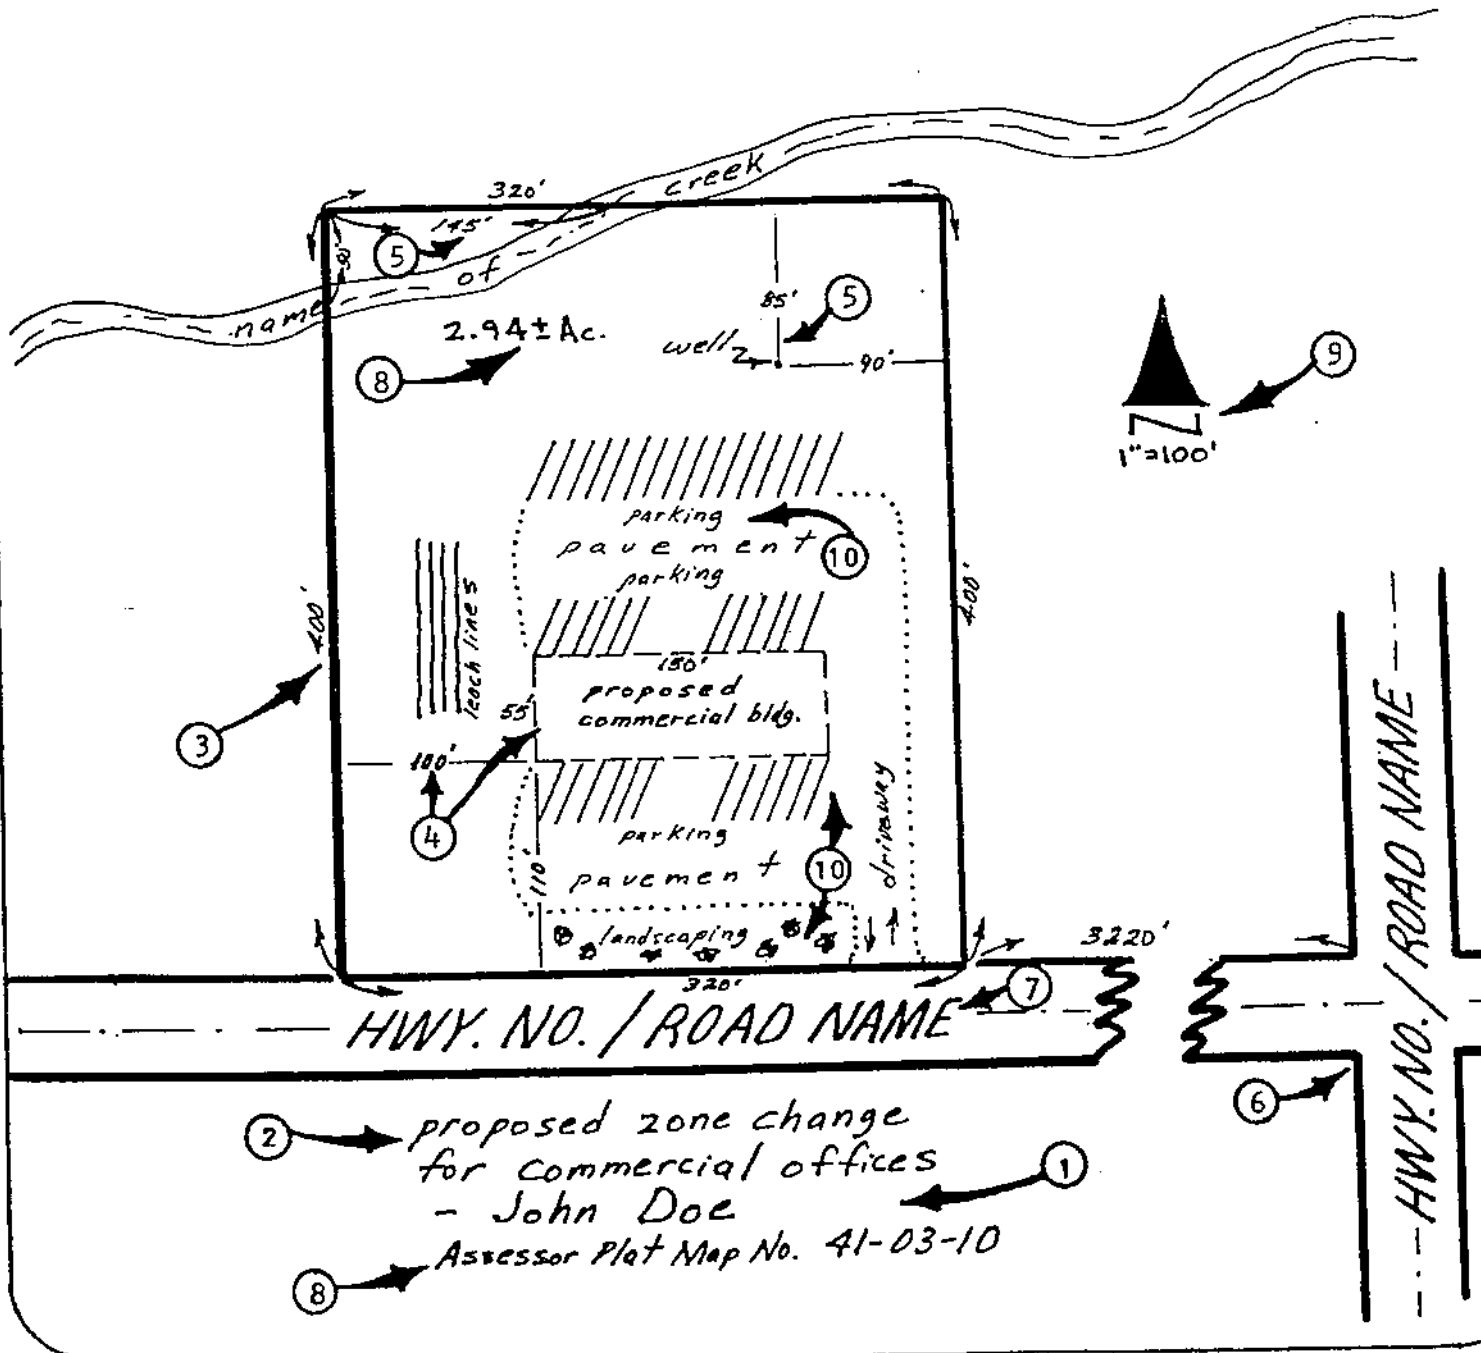 320'
creek
145'
5
of
name
85'
5
2.94± Ac.
well
90'
8
9
N
1"=100'
parking
pavement
10
parking
leach lines
400'
400'
150'
proposed
commercial bldg.
55'
3
100'
4
parking
driveway
110'
pavement
10
landscaping
3220'
320'
7
HWY. NO. / ROAD NAME
HWY. NO. / ROAD NAME
6
2
proposed zone change
for commercial offices
1
- John Doe
Assessor Plat Map No. 41-03-10
8